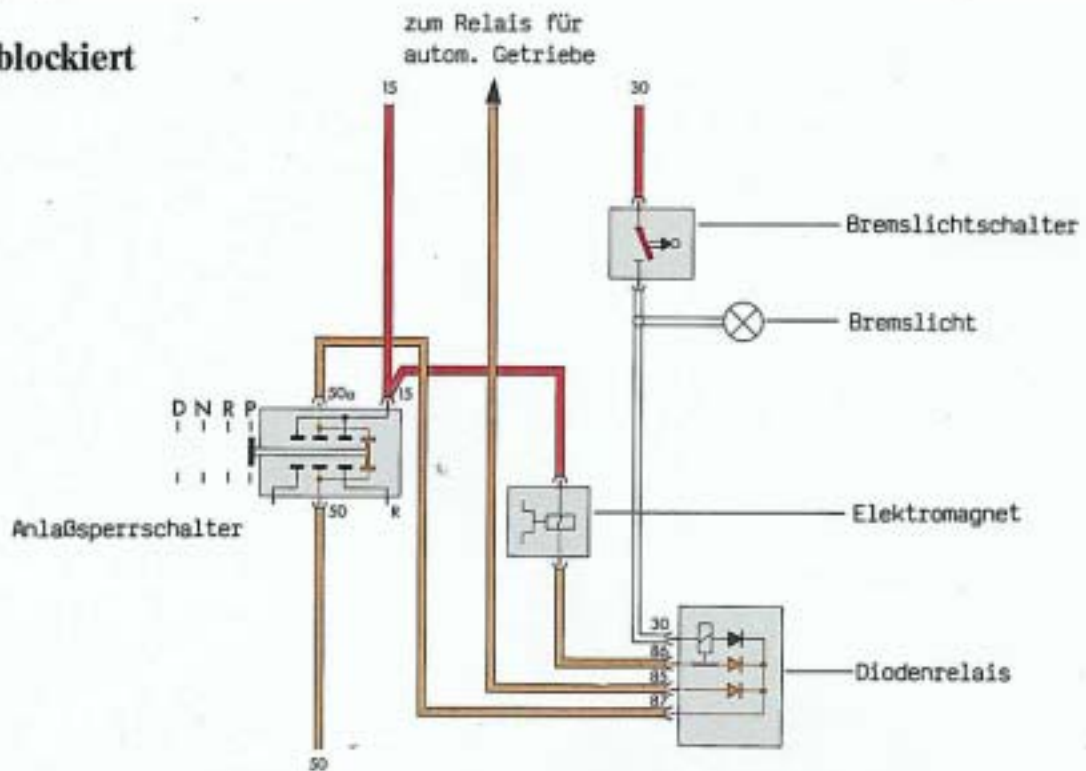 zum Relais für
autom. Getriebe
blockiert
15
30
Bremslichtschalter
Bremslicht
50a
15
D N R P
50
R
Anlaßsperrschalter
Elektromagnet
30
86
85
87
Diodenrelais
50